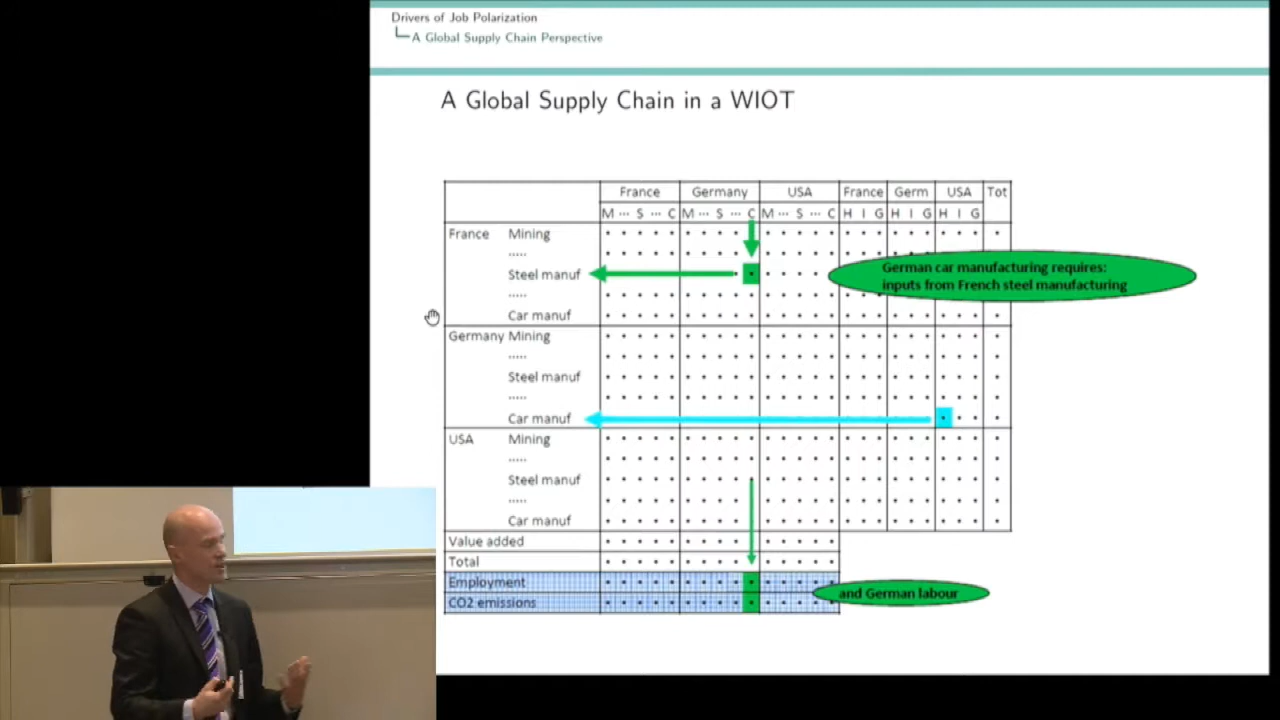 Drivers of Job Polarization
A Global Supply Chain Perspective
A Global Supply Chain in a WIOT
France Germany USA France Germ USA Tot
M ... S ... C M ... S ... C M ... S ... C H I G H I G H I G
France Mining
.....
Steel manuf
.....
Car manuf
German car manufacturing requires:
inputs from French steel manufacturing
Germany Mining
.....
Steel manuf
.....
Car manuf
USA Mining
.....
Steel manuf
.....
Car manuf
Value added
Total
Employment
CO2 emissions
and German labour